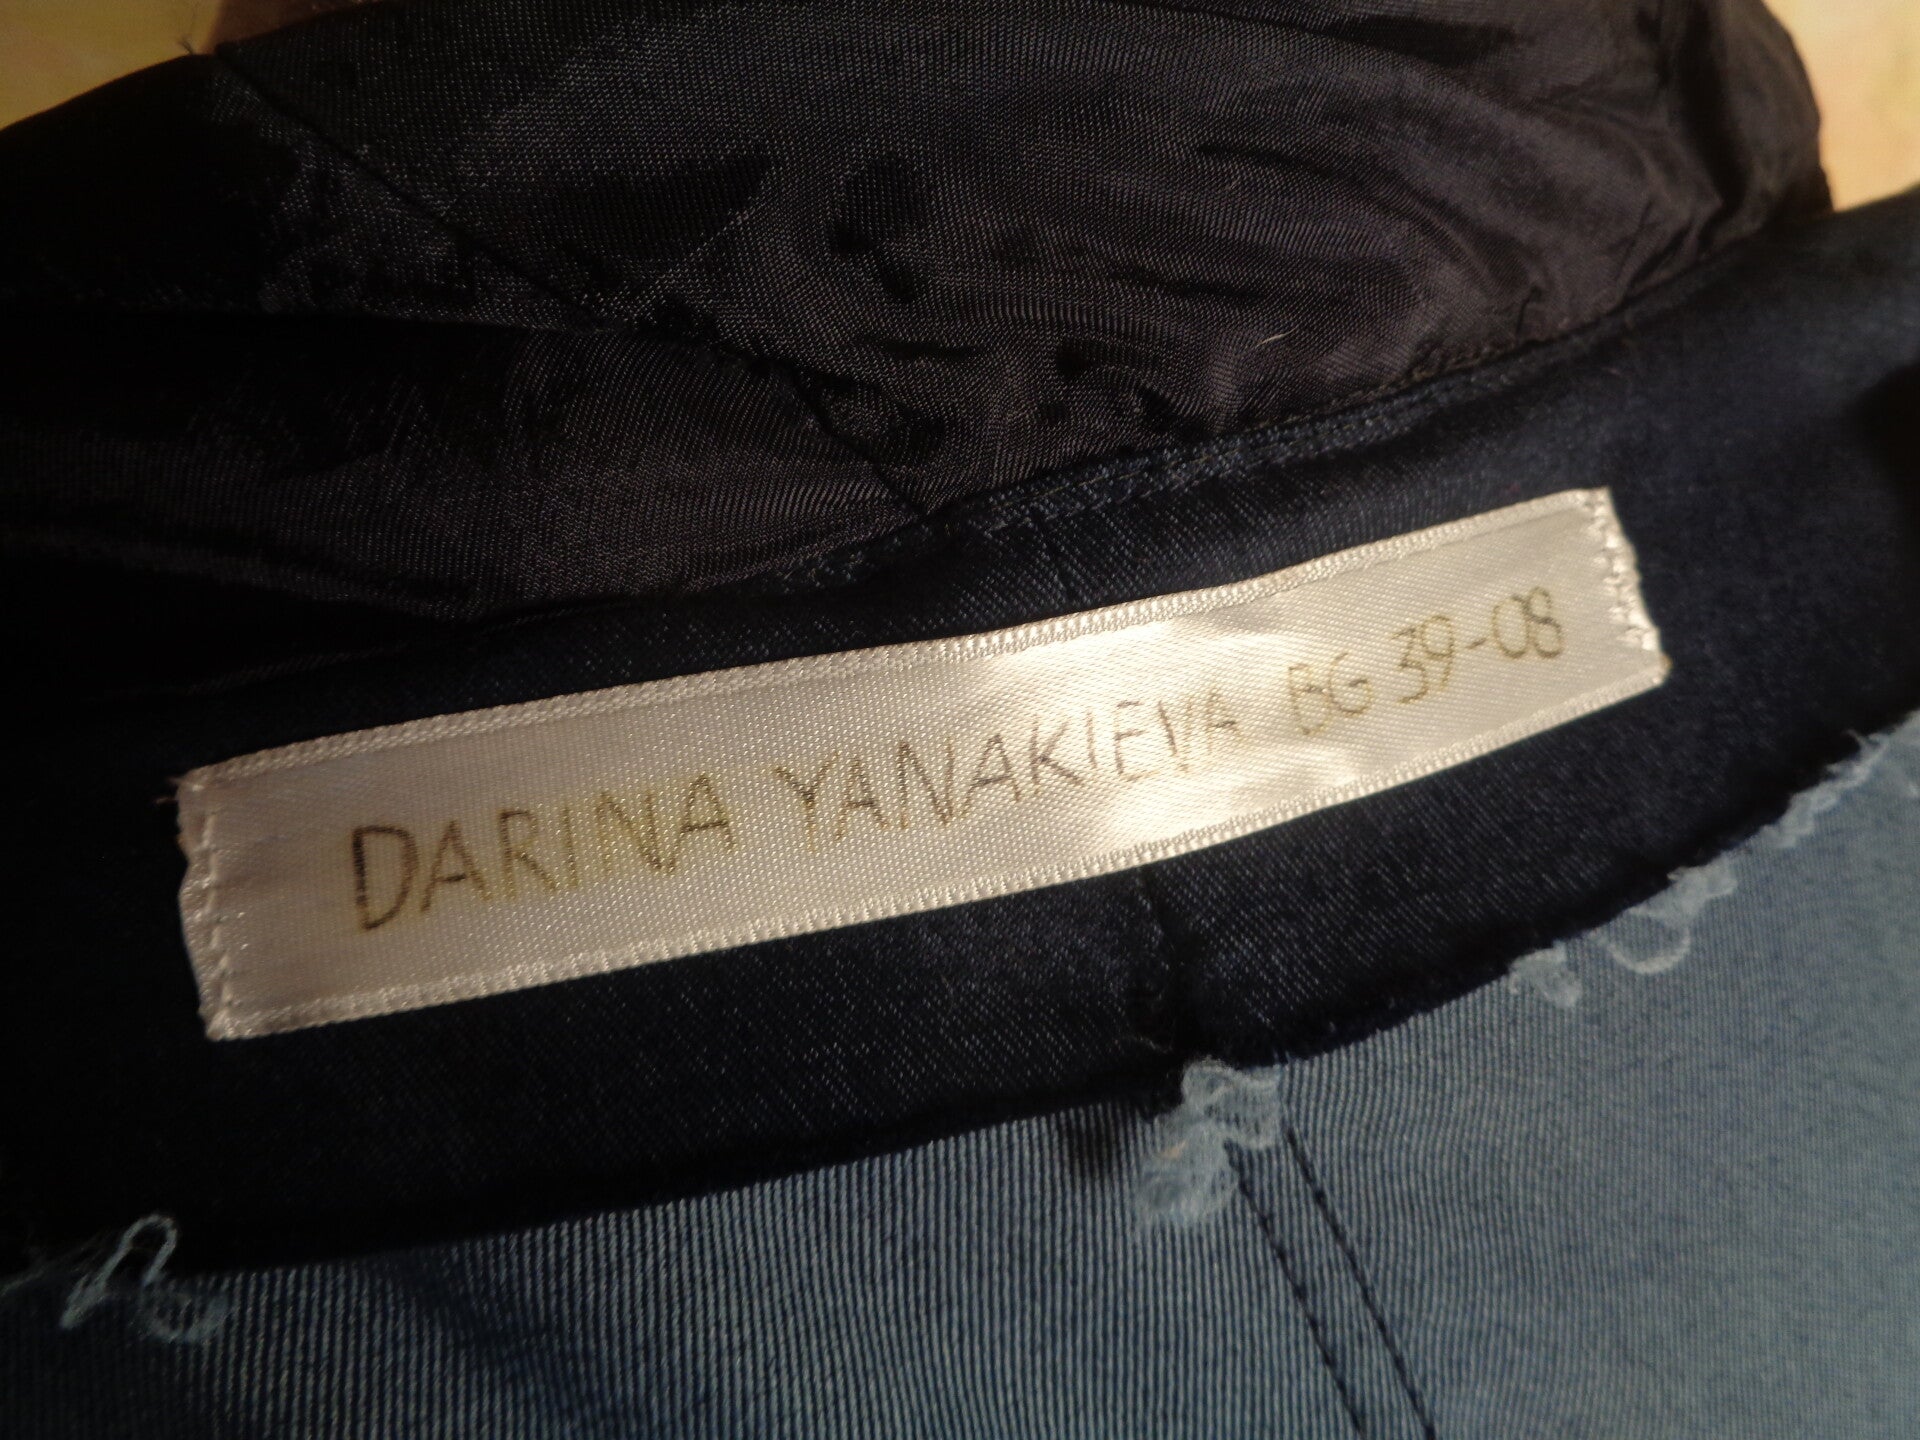 DARINA YANAKIEVA BG 39-08